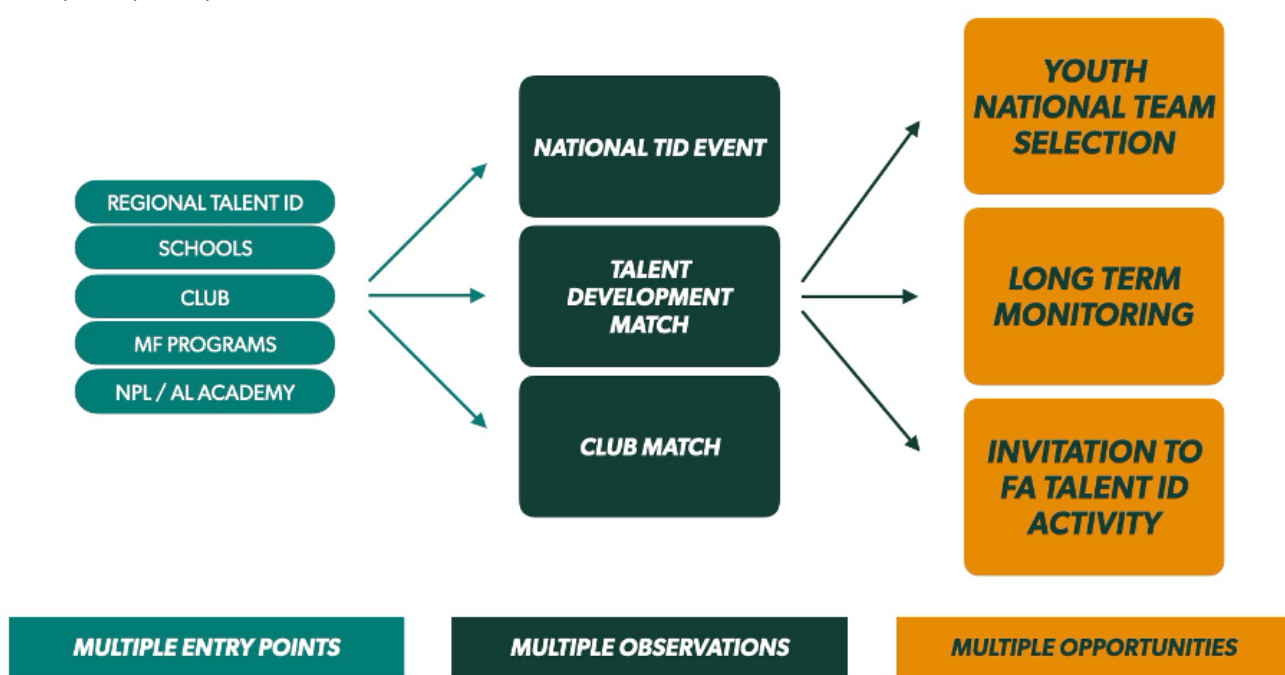 REGIONAL TALENT ID
SCHOOLS
CLUB
MF PROGRAMS
NPL / AL ACADEMY
NATIONAL TID EVENT
TALENT
DEVELOPMENT
MATCH
CLUB MATCH
YOUTH
NATIONAL TEAM
SELECTION
LONG TERM
MONITORING
INVITATION TO
FA TALENT ID
ACTIVITY
MULTIPLE ENTRY POINTS
MULTIPLE OBSERVATIONS
MULTIPLE OPPORTUNITIES